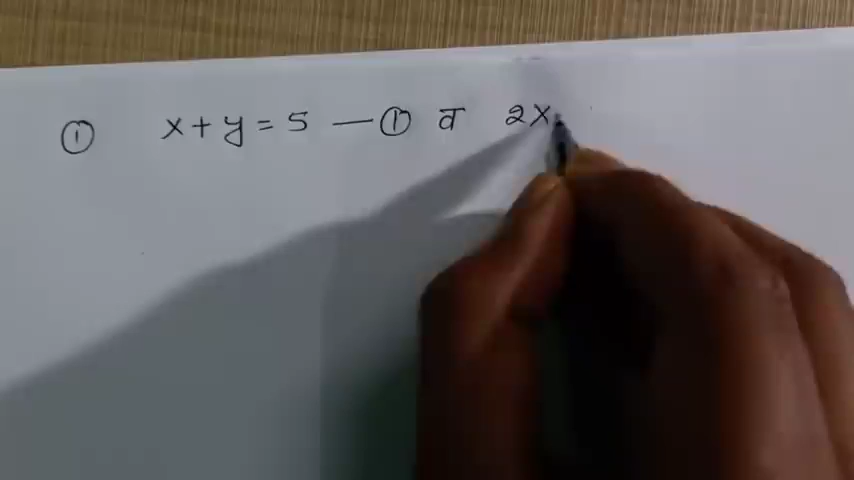 ① x + y = 5 — ① व 2x